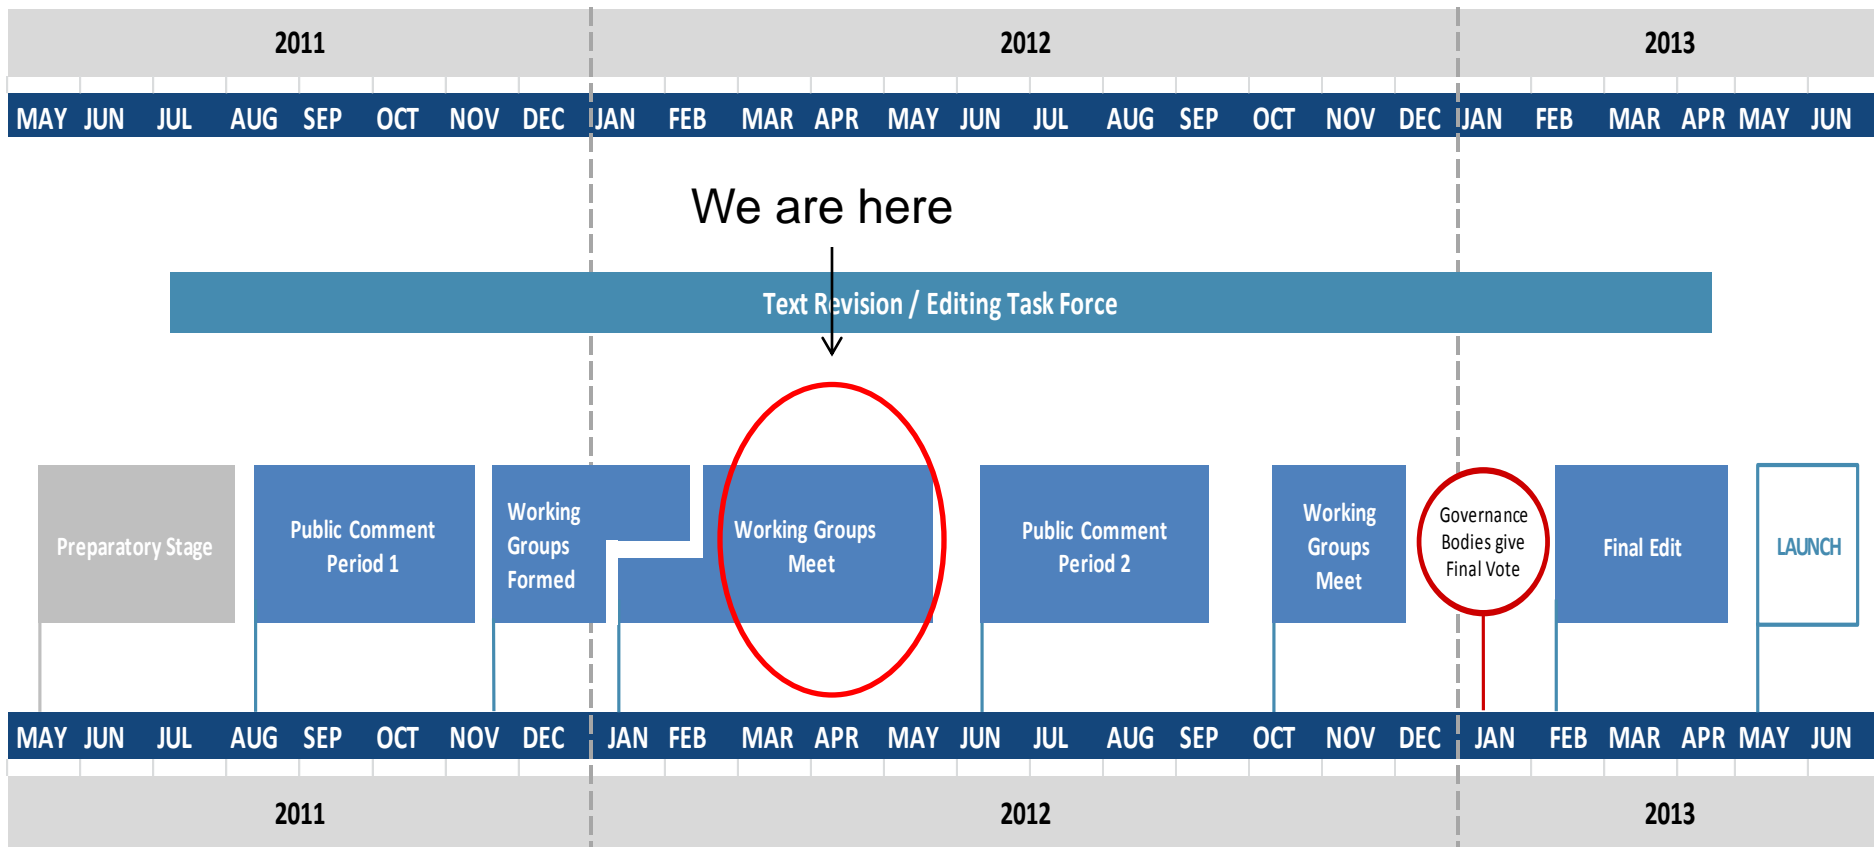 2011 2012 2013
MAY JUN JUL AUG SEP OCT NOV DEC JAN FEB MAR APR MAY JUN JUL AUG SEP OCT NOV DEC JAN FEB MAR APR MAY JUN
We are here
Text Revision / Editing Task Force
Preparatory Stage
Public Comment
Period 1
Working
Groups
Formed
Working Groups
Meet
Public Comment
Period 2
Working
Groups
Meet
Governance
Bodies give
Final Vote
Final Edit
LAUNCH
MAY JUN JUL AUG SEP OCT NOV DEC JAN FEB MAR APR MAY JUN JUL AUG SEP OCT NOV DEC JAN FEB MAR APR MAY JUN
2011 2012 2013